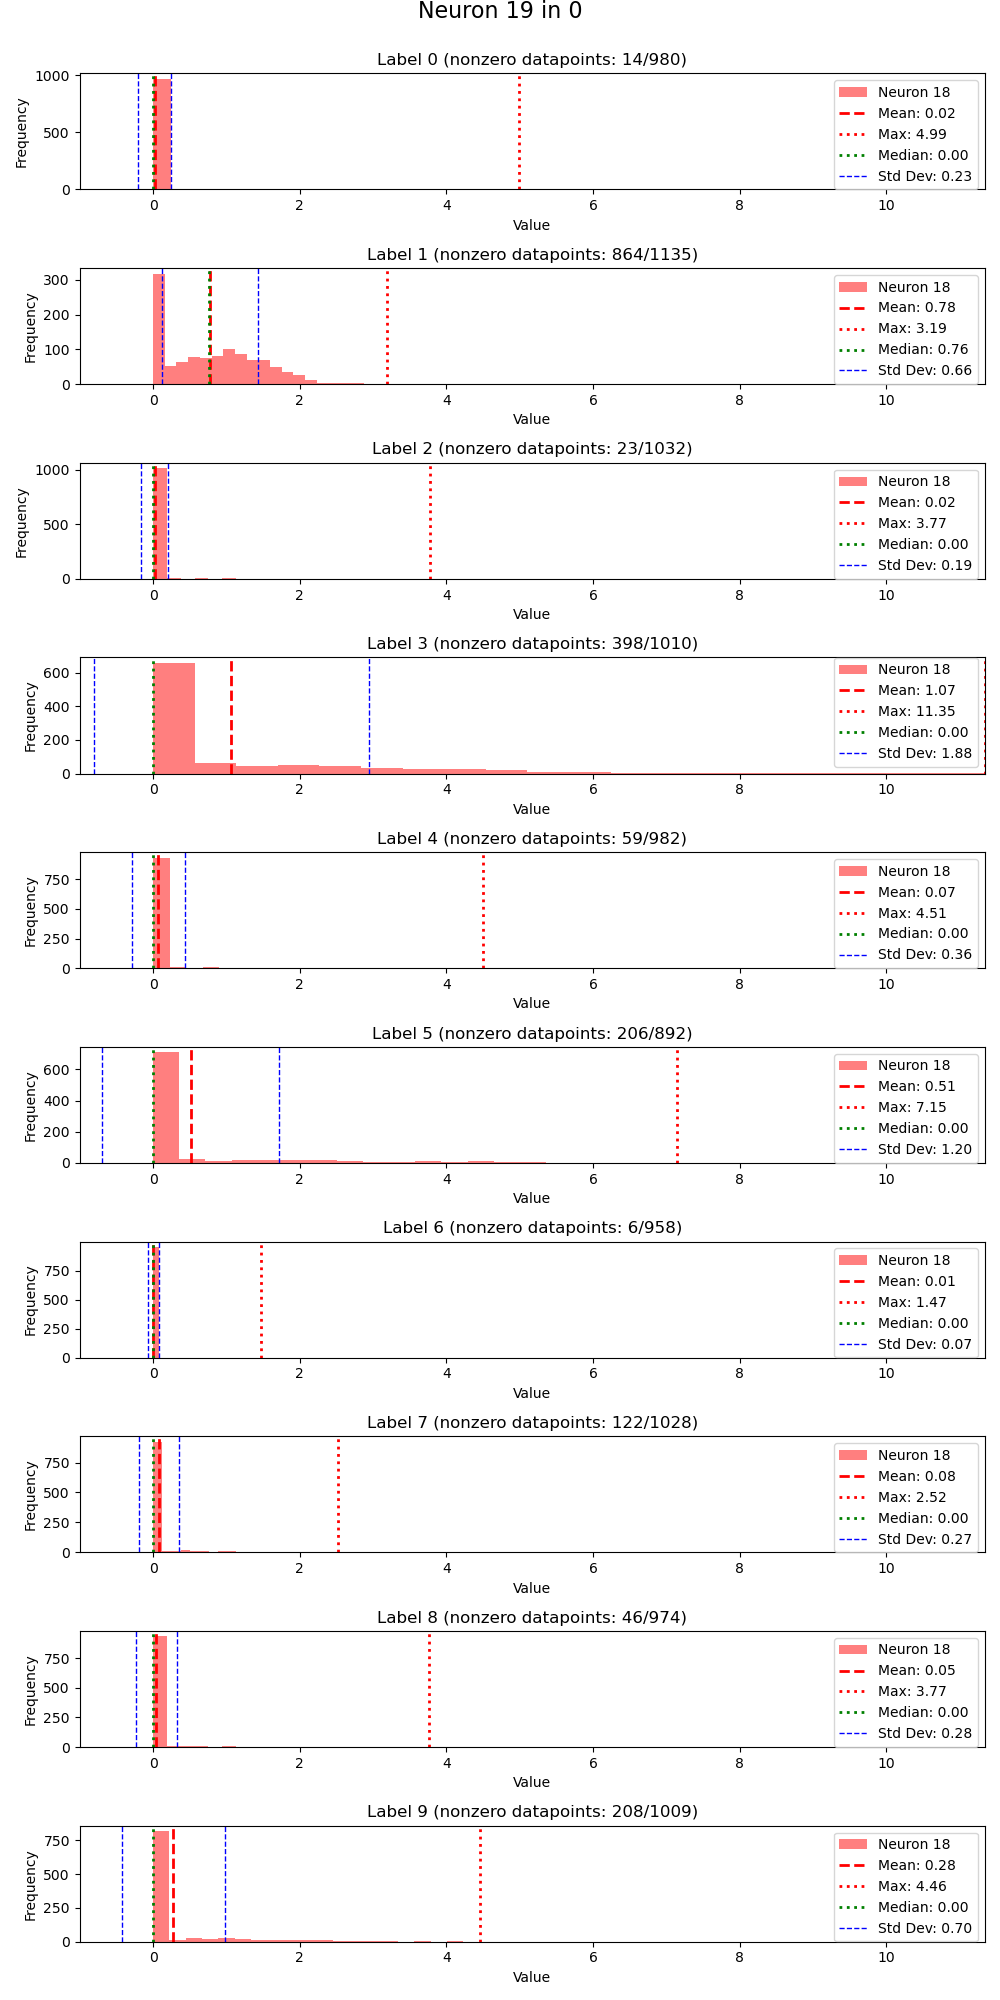 Neuron 19 in 0
Label 0 (nonzero datapoints: 14/980)
Frequency
1000
500
0
Neuron 18
Mean: 0.02
Max: 4.99
Median: 0.00
Std Dev: 0.23
0 2 4 6 8 10
Value
Label 1 (nonzero datapoints: 864/1135)
Frequency
300
200
100
0
Neuron 18
Mean: 0.78
Max: 3.19
Median: 0.76
Std Dev: 0.66
0 2 4 6 8 10
Value
Label 2 (nonzero datapoints: 23/1032)
Frequency
1000
500
0
Neuron 18
Mean: 0.02
Max: 3.77
Median: 0.00
Std Dev: 0.19
0 2 4 6 8 10
Value
Label 3 (nonzero datapoints: 398/1010)
Frequency
600
400
200
0
Neuron 18
Mean: 1.07
Max: 11.35
Median: 0.00
Std Dev: 1.88
0 2 4 6 8 10
Value
Label 4 (nonzero datapoints: 59/982)
Frequency
750
500
250
0
Neuron 18
Mean: 0.07
Max: 4.51
Median: 0.00
Std Dev: 0.36
0 2 4 6 8 10
Value
Label 5 (nonzero datapoints: 206/892)
Frequency
600
400
200
0
Neuron 18
Mean: 0.51
Max: 7.15
Median: 0.00
Std Dev: 1.20
0 2 4 6 8 10
Value
Label 6 (nonzero datapoints: 6/958)
Frequency
750
500
250
0
Neuron 18
Mean: 0.01
Max: 1.47
Median: 0.00
Std Dev: 0.07
0 2 4 6 8 10
Value
Label 7 (nonzero datapoints: 122/1028)
Frequency
750
500
250
0
Neuron 18
Mean: 0.08
Max: 2.52
Median: 0.00
Std Dev: 0.27
0 2 4 6 8 10
Value
Label 8 (nonzero datapoints: 46/974)
Frequency
750
500
250
0
Neuron 18
Mean: 0.05
Max: 3.77
Median: 0.00
Std Dev: 0.28
0 2 4 6 8 10
Value
Label 9 (nonzero datapoints: 208/1009)
Frequency
750
500
250
0
Neuron 18
Mean: 0.28
Max: 4.46
Median: 0.00
Std Dev: 0.70
0 2 4 6 8 10
Value